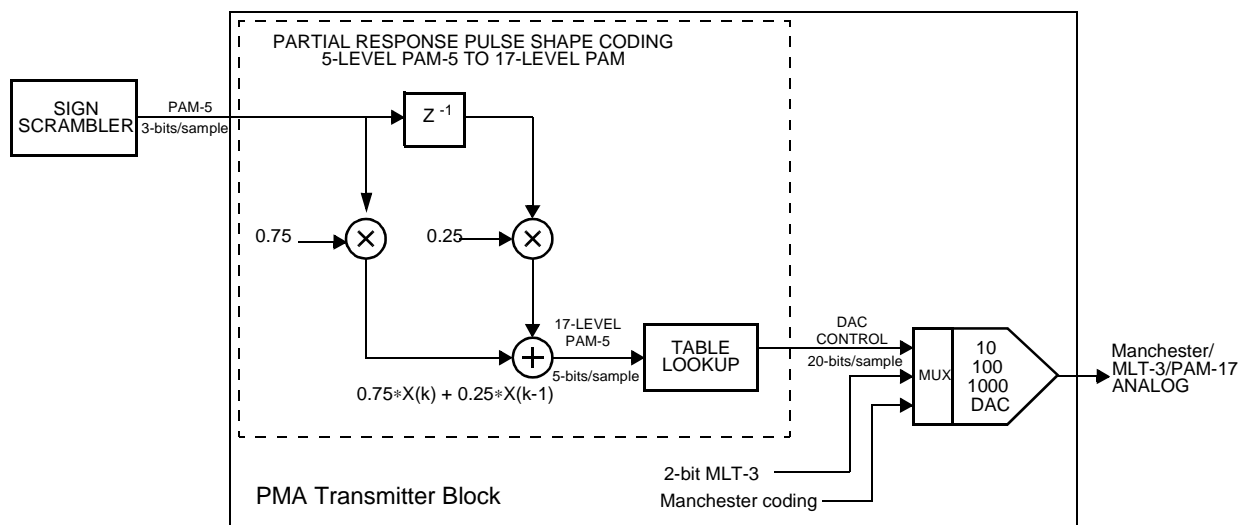 PARTIAL RESPONSE PULSE SHAPE CODING
5-LEVEL PAM-5 TO 17-LEVEL PAM
SIGN
SCRAMBLER
PAM-5
3-bits/sample
Z -1
0.75
0.25
17-LEVEL
PAM-5
5-bits/sample
0.75*X(k) + 0.25*X(k-1)
TABLE
LOOKUP
DAC
CONTROL
20-bits/sample
MUX
10
100
1000
DAC
Manchester/
MLT-3/PAM-17
ANALOG
2-bit MLT-3
Manchester coding
PMA Transmitter Block